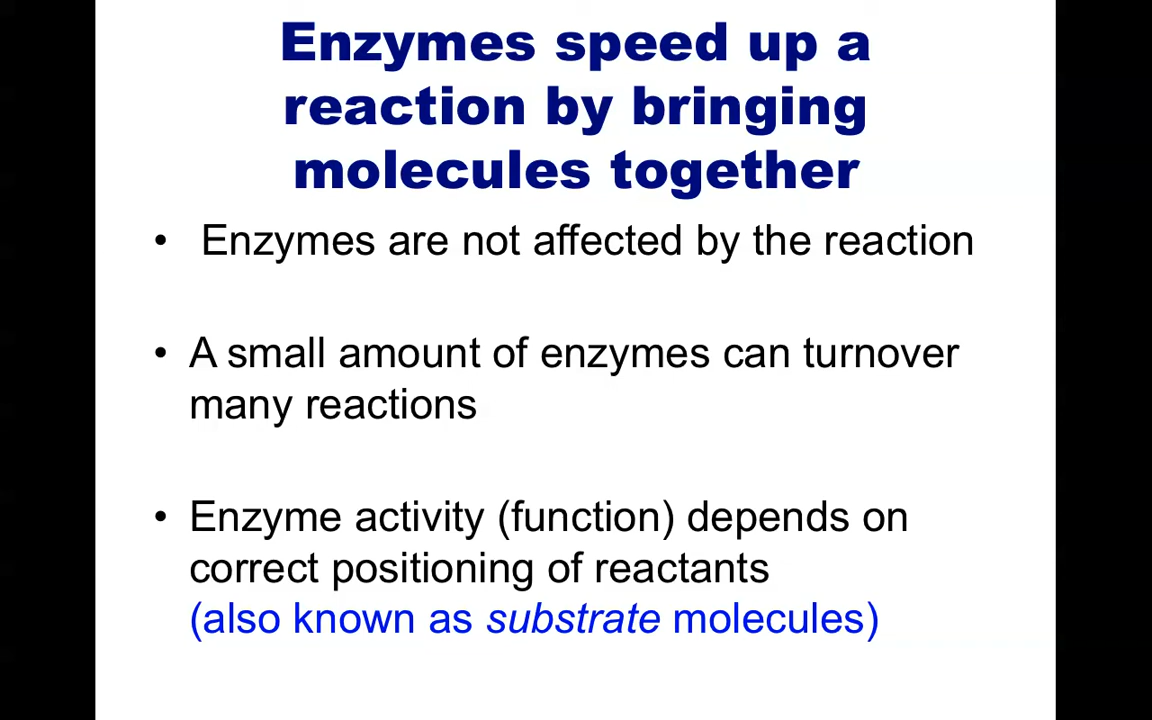 Enzymes speed up a
reaction by bringing
molecules together
• Enzymes are not affected by the reaction
• A small amount of enzymes can turnover
many reactions
• Enzyme activity (function) depends on
correct positioning of reactants
(also known as substrate molecules)